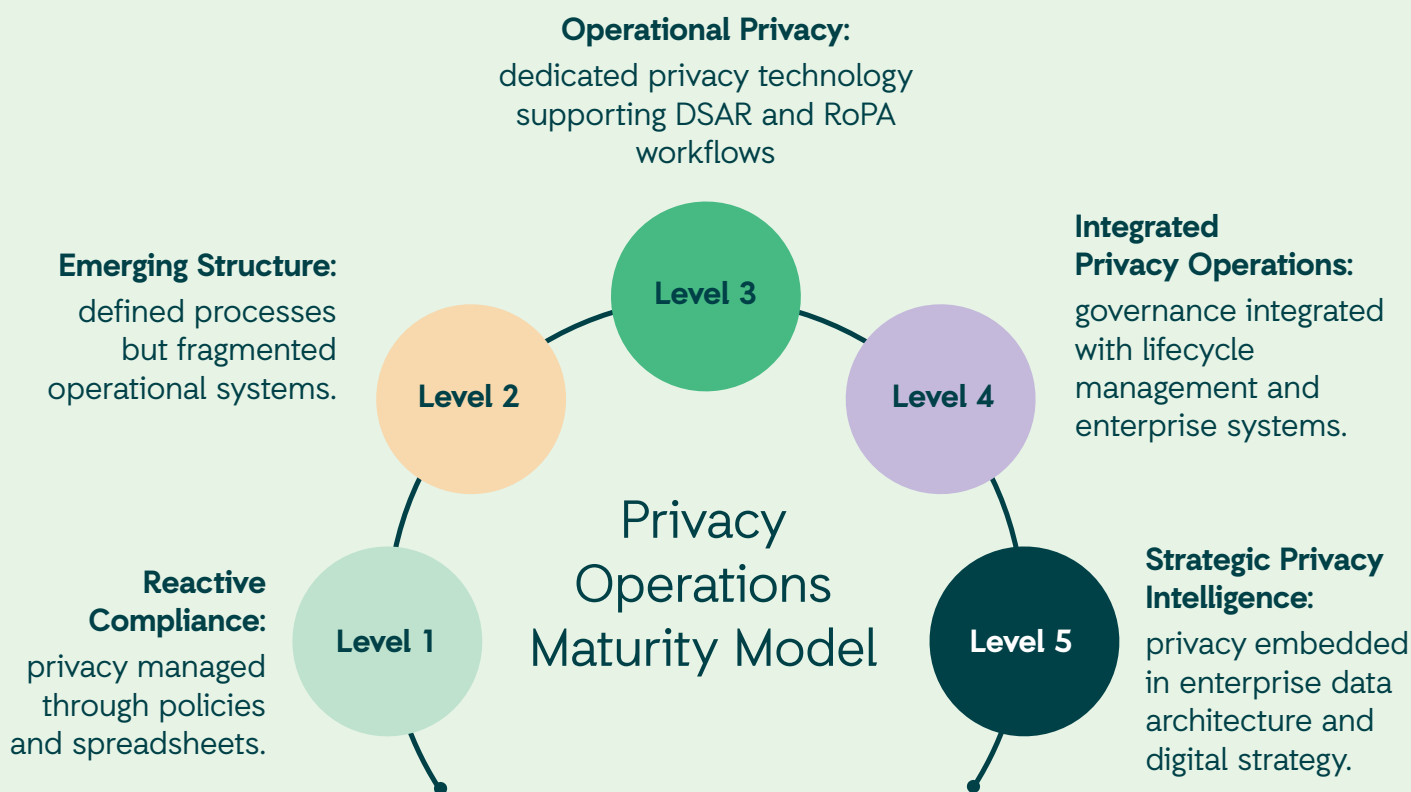 Operational Privacy:
dedicated privacy technology
supporting DSAR and RoPA
workflows
Level 3
Integrated
Privacy Operations:
governance integrated
with lifecycle
management and
enterprise systems.
Level 4
Emerging Structure:
defined processes
but fragmented
operational systems.
Level 2
Privacy
Operations
Maturity Model
Reactive
Compliance:
privacy managed
through policies
and spreadsheets.
Level 1
Strategic Privacy
Intelligence:
privacy embedded
in enterprise data
architecture and
digital strategy.
Level 5